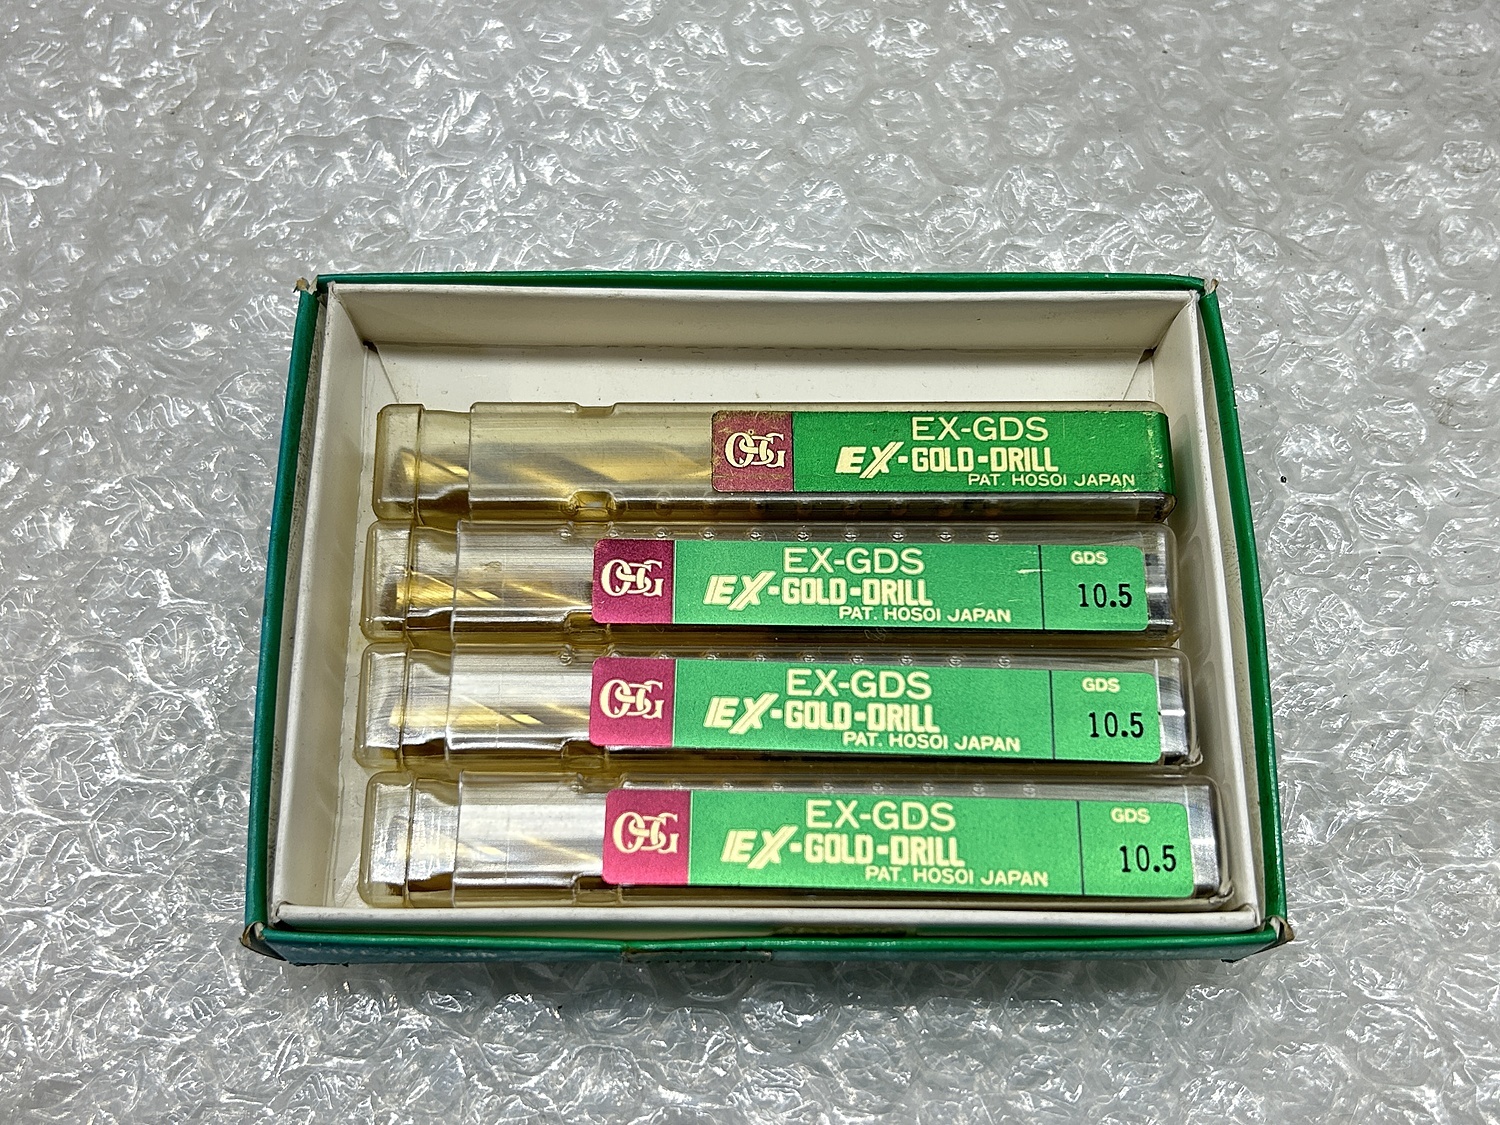 OSG
EX-GDS
EX-GOLD-DRILL
PAT. HOSOI JAPAN
OSG
EX-GDS
EX-GOLD-DRILL
PAT. HOSOI JAPAN
GDS
10.5
OSG
EX-GDS
EX-GOLD-DRILL
PAT. HOSOI JAPAN
GDS
10.5
OSG
EX-GDS
EX-GOLD-DRILL
PAT. HOSOI JAPAN
GDS
10.5